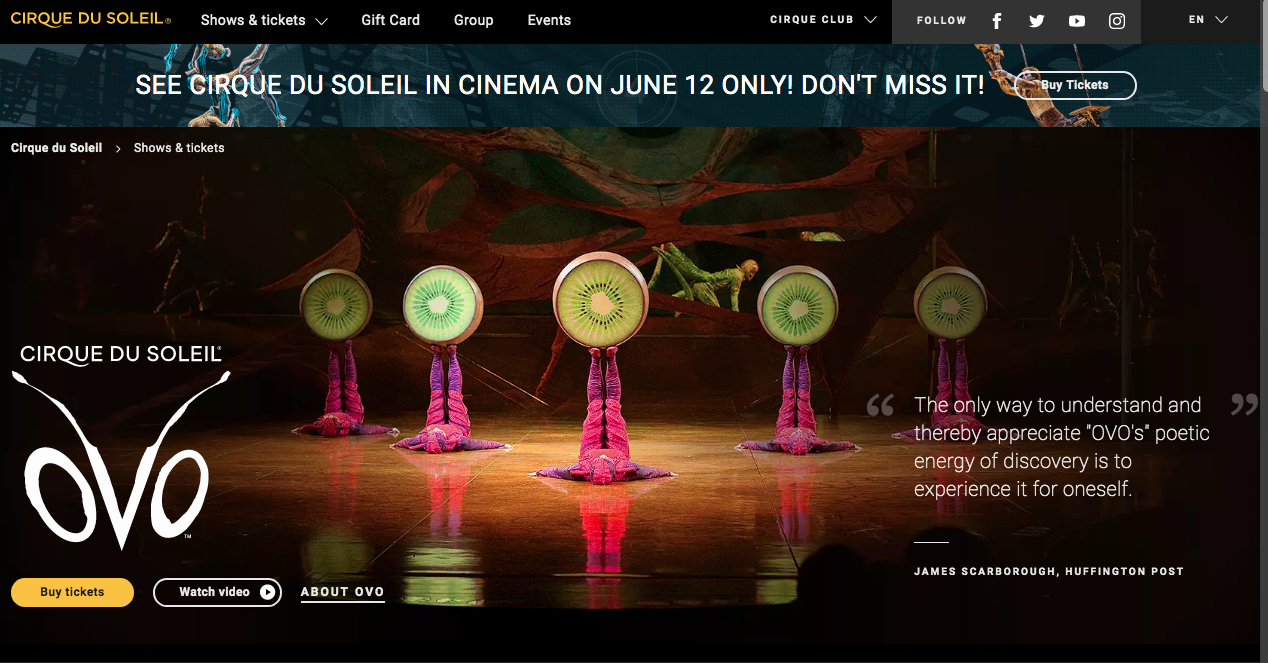 CIRQUE DU SOLEIL®
Shows & tickets
Gift Card
Group
Events
CIRQUE CLUB
FOLLOW
EN
SEE CIRQUE DU SOLEIL IN CINEMA ON JUNE 12 ONLY! DON'T MISS IT!
Buy Tickets
Cirque du Soleil > Shows & tickets
CIRQUE DU SOLEIL®
OVO™
Buy tickets
Watch video
ABOUT OVO
“ The only way to understand and ”
thereby appreciate "OVO's" poetic
energy of discovery is to
experience it for oneself.
JAMES SCARBOROUGH, HUFFINGTON POST